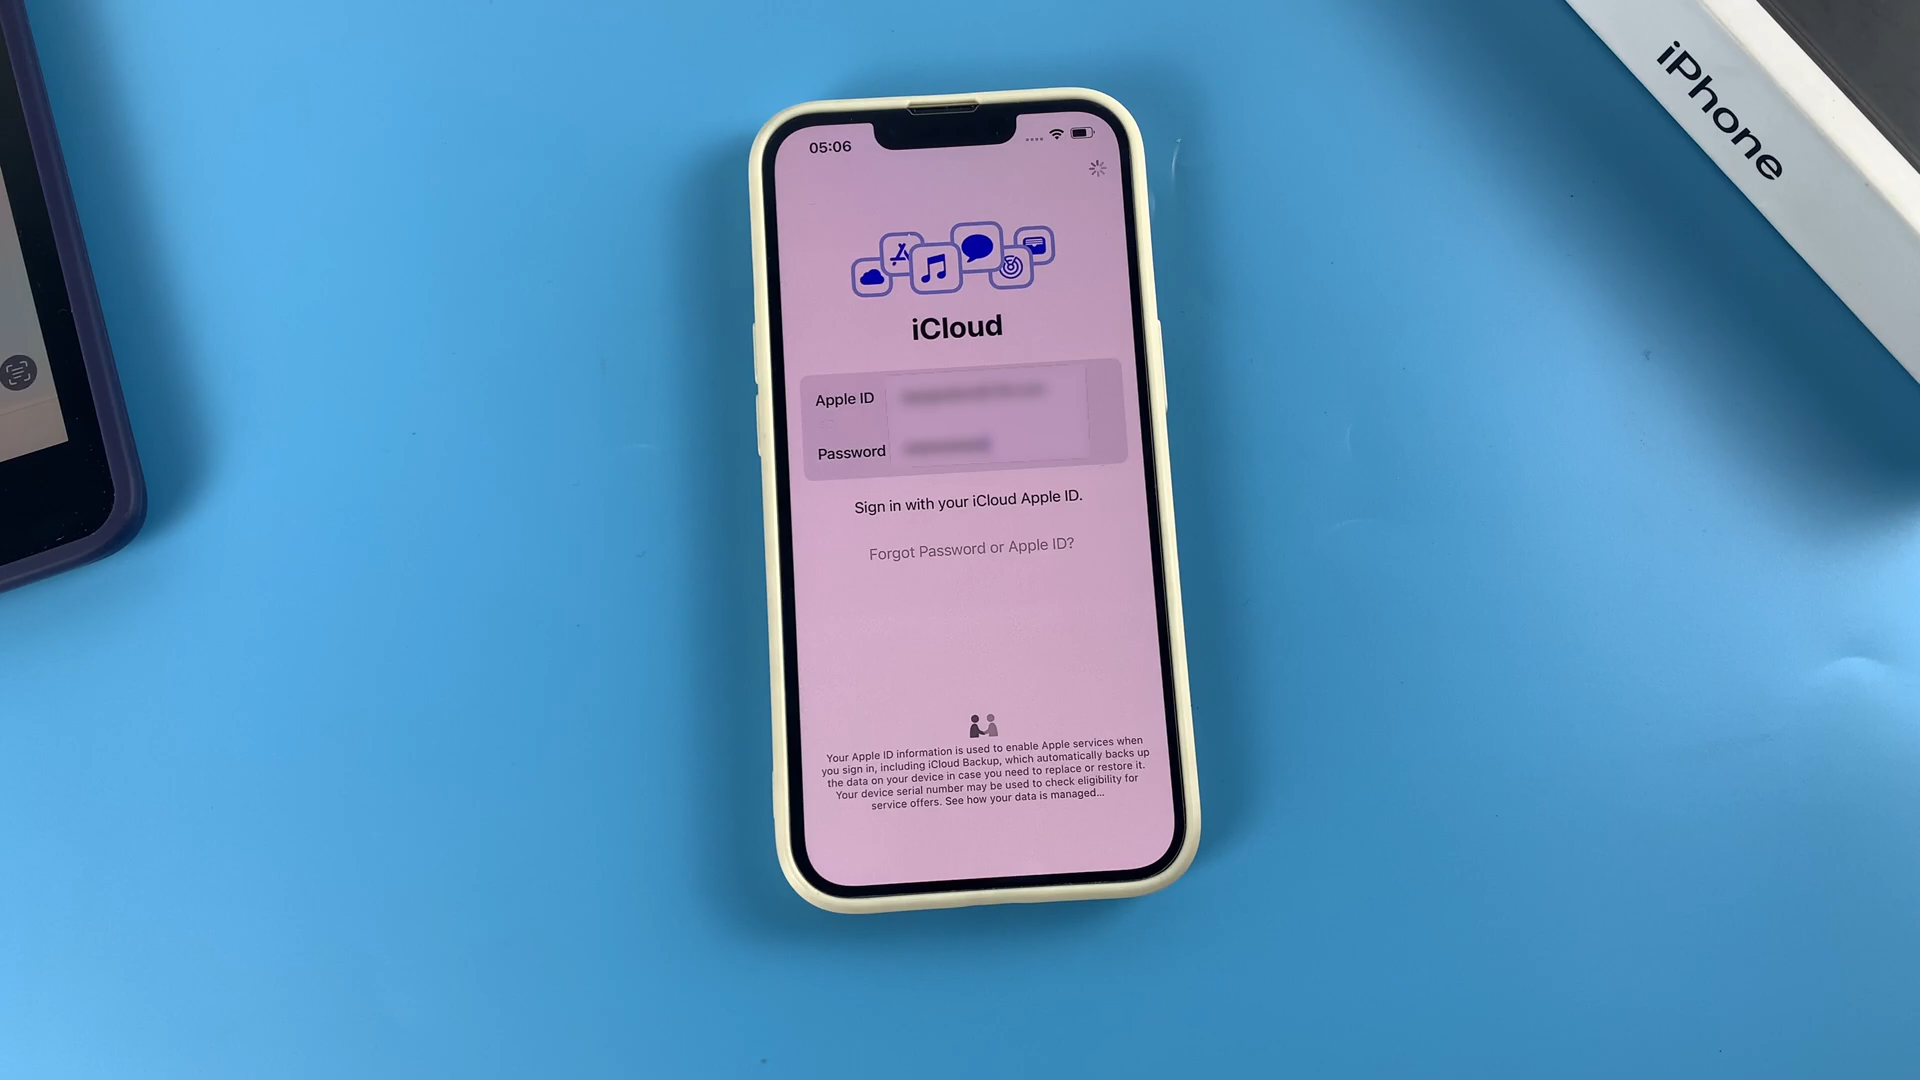 iPhone
05:06
iCloud
Apple ID
Password
Sign in with your iCloud Apple ID.
Forgot Password or Apple ID?
Your Apple ID information is used to enable Apple services when
you sign in, including iCloud Backup, which automatically backs up
the data on your device in case you need to replace or restore it.
Your device serial number may be used to check eligibility for
service offers. See how your data is managed...